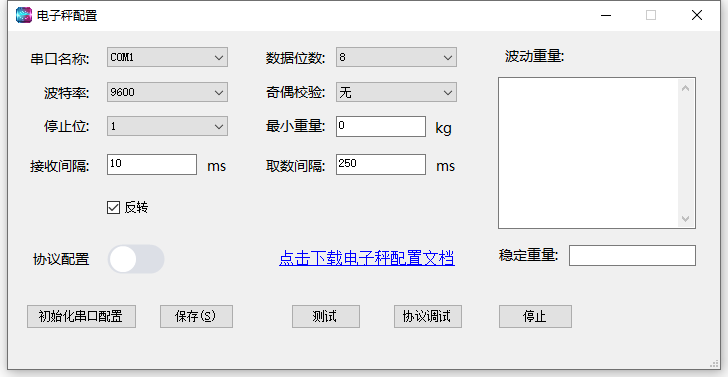 电子秤配置
串口名称: COM1 数据位数: 8 波动重量:
波特率: 9600 奇偶校验: 无
停止位: 1 最小重量: 0 kg
接收间隔: 10 ms 取数间隔: 250 ms
反转
协议配置 点击下载电子秤配置文档 稳定重量:
初始化串口配置 保存(S) 测试 协议调试 停止